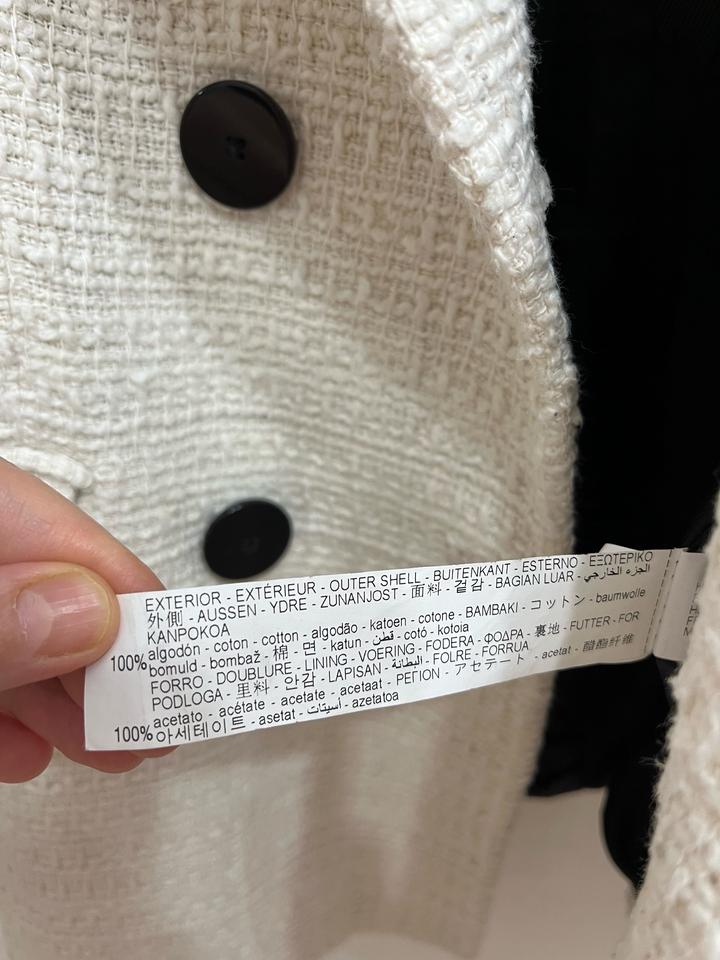 EXTERIOR - EXTÉRIEUR - OUTER SHELL - BUITENKANT - ESTERNO - ΕΞΩΤΕΡΙΚΟ
外側 - AUSSEN - YDRE - ZUNANJOST - 面料 - 겉감 - BAGIAN LUAR - الجزء الخارجي
KANPOKOA
100% algodón - coton - cotton - algodão - katoen - cotone - BAMBAKI - コットン - baumwolle
bomuld - bombaž - 棉 - 면 - katun - قطن - cotó - kotoia
FORRO - DOUBLURE - LINING - VOERING - FODERA - ΦΟΔΡΑ - 裏地 - FUTTER - FOR
PODLOGA - 里料 - 안감 - LAPISAN - البطانة - FOLRE - FORRUA
100% acetato - acétate - acetate - acetaat - ΡΕΓΙΟΝ - アセテート - acetat - 醋酯纤维
아세테이트 - asetat - أسيتات - azetatoa